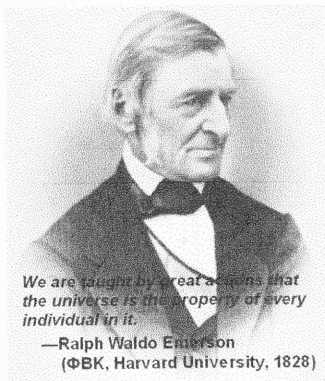 We are taught by great actions that
the universe is the property of every
individual in it.
—Ralph Waldo Emerson
(ΦBK, Harvard University, 1828)